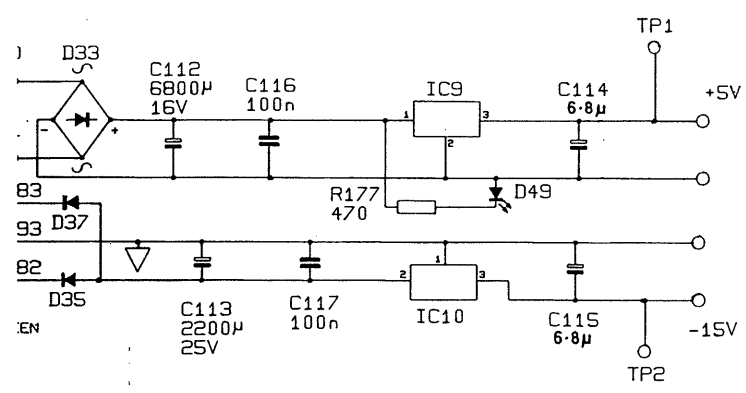 TP1
D33
C112
6800µ
16V
C116
100n
IC9
C114
6·8µ
+5V
1
3
2
-
+
R177
470
D49
83
D37
93
82
D35
1
2
3
IC10
C113
2200µ
25V
C117
100n
C115
6·8µ
-15V
EEN
TP2